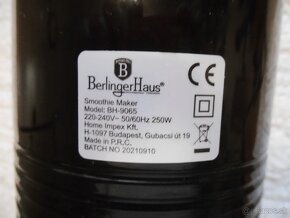 B
BerlingerHaus®
Smoothie Maker
Model: BH-9065
220-240V~ 50/60Hz 250W
Home Impex Kft.
H-1097 Budapest, Gubacsi út 19
Made in P.R.C.
BATCH NO 20210910
CE